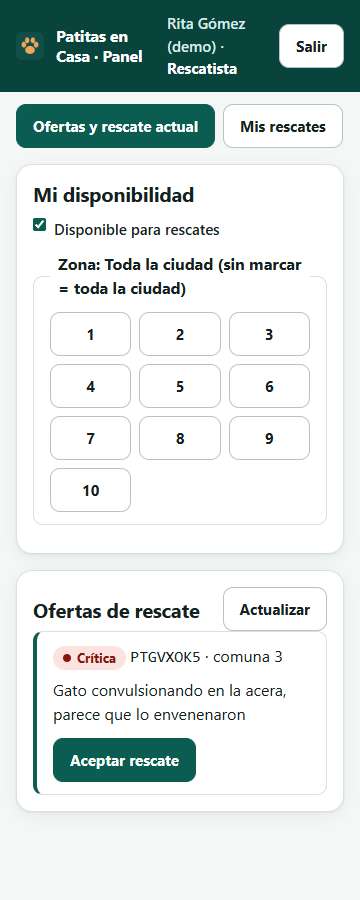 Patitas en
Casa · Panel
Rita Gómez
(demo) ·
Rescatista
Salir
Ofertas y rescate actual
Mis rescates
Mi disponibilidad
Disponible para rescates
Zona: Toda la ciudad (sin marcar
= toda la ciudad)
1 2 3
4 5 6
7 8 9
10
Ofertas de rescate
Actualizar
Crítica PTGVXOK5 · comuna 3
Gato convulsionando en la acera,
parece que lo envenenaron
Aceptar rescate